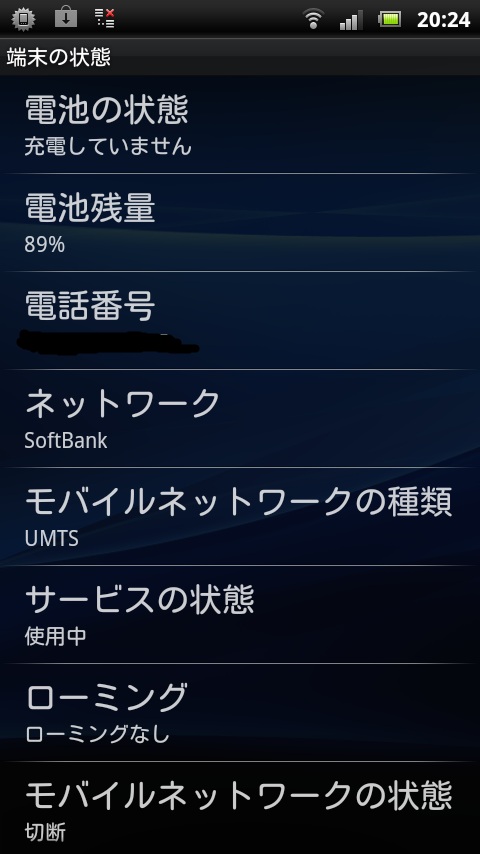 20:24
端末の状態
電池の状態
充電していません
電池残量
89%
電話番号
ネットワーク
SoftBank
モバイルネットワークの種類
UMTS
サービスの状態
使用中
ローミング
ローミングなし
モバイルネットワークの状態
切断